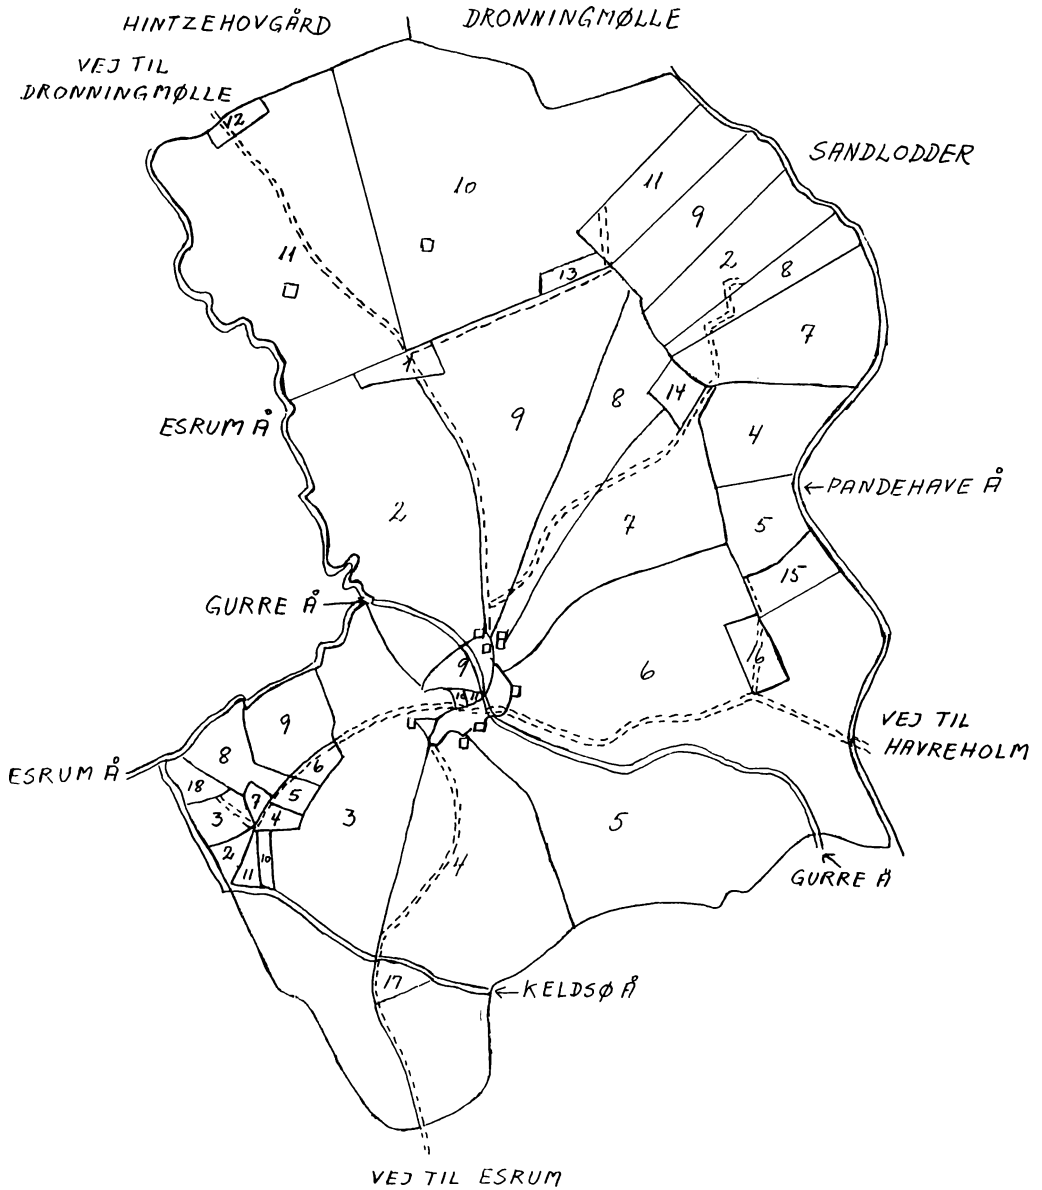 HINTZEHOVGÅRD
DRONNINGMØLLE
VEJ TIL
DRONNINGMØLLE
12
SANDLODDER
10
11
9
11
2
8
13
7
1
14
8
9
4
ESRUM Å
PANDEHAVE Å
2
7
5
15
GURRE Å
16
9
6
11
9
VEJ TIL
HAVREHOLM
8
6
ESRUM Å
18
7
5
3
4
3
5
2
10
11
4
GURRE Å
17
KELDSØ Å
VEJ TIL ESRUM